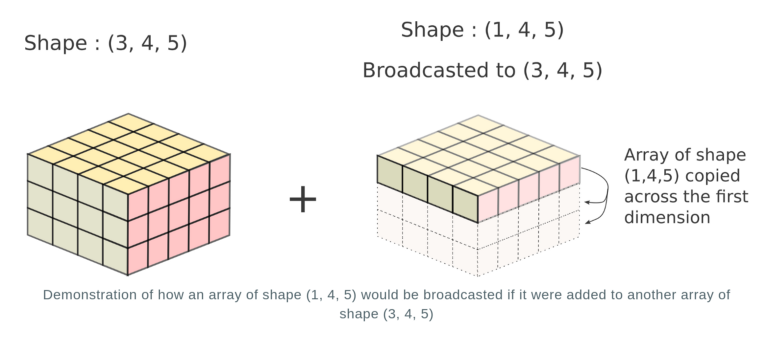 Shape : (3, 4, 5)
Shape : (1, 4, 5)
Broadcasted to (3, 4, 5)
+
Array of shape
(1,4,5) copied
across the first
dimension
Demonstration of how an array of shape (1, 4, 5) would be broadcasted if it were added to another array of
shape (3, 4, 5)